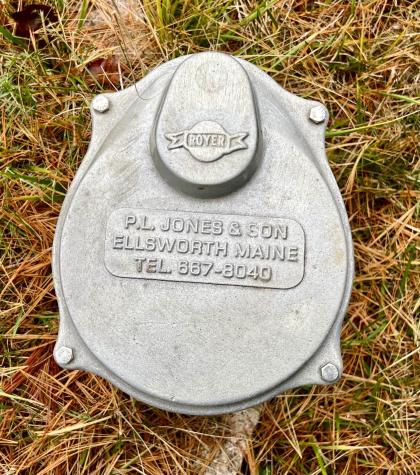 ROYER
P.L. JONES & SON
ELLSWORTH MAINE
TEL. 667-8040